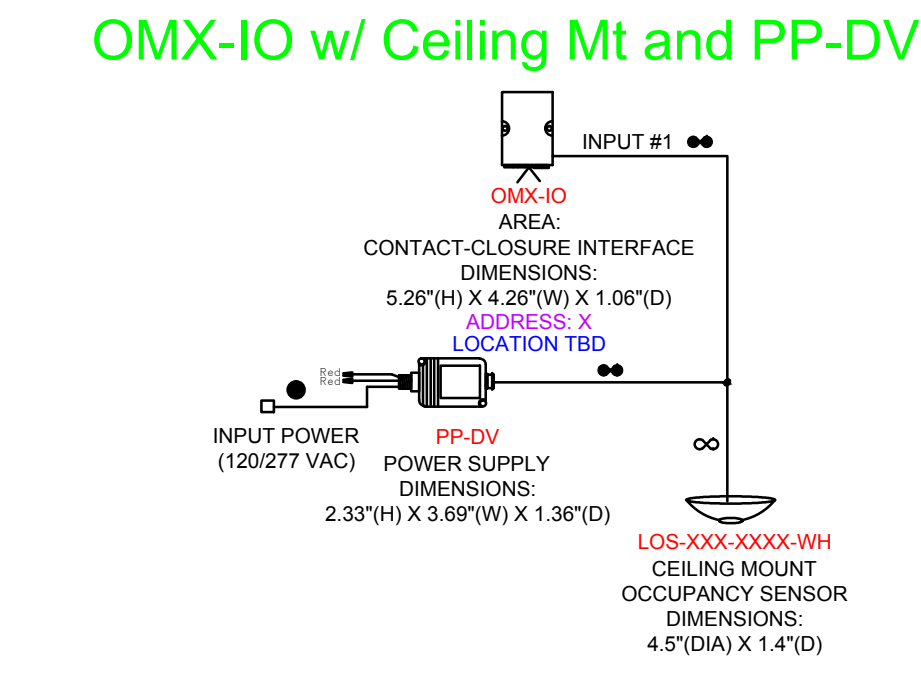 OMX-IO w/ Ceiling Mt and PP-DV
INPUT #1
OMX-IO
AREA:
CONTACT-CLOSURE INTERFACE
DIMENSIONS:
5.26"(H) X 4.26"(W) X 1.06"(D)
ADDRESS: X
LOCATION TBD
Red
Red
INPUT POWER
(120/277 VAC)
PP-DV
POWER SUPPLY
DIMENSIONS:
2.33"(H) X 3.69"(W) X 1.36"(D)
LOS-XXX-XXXX-WH
CEILING MOUNT
OCCUPANCY SENSOR
DIMENSIONS:
4.5"(DIA) X 1.4"(D)